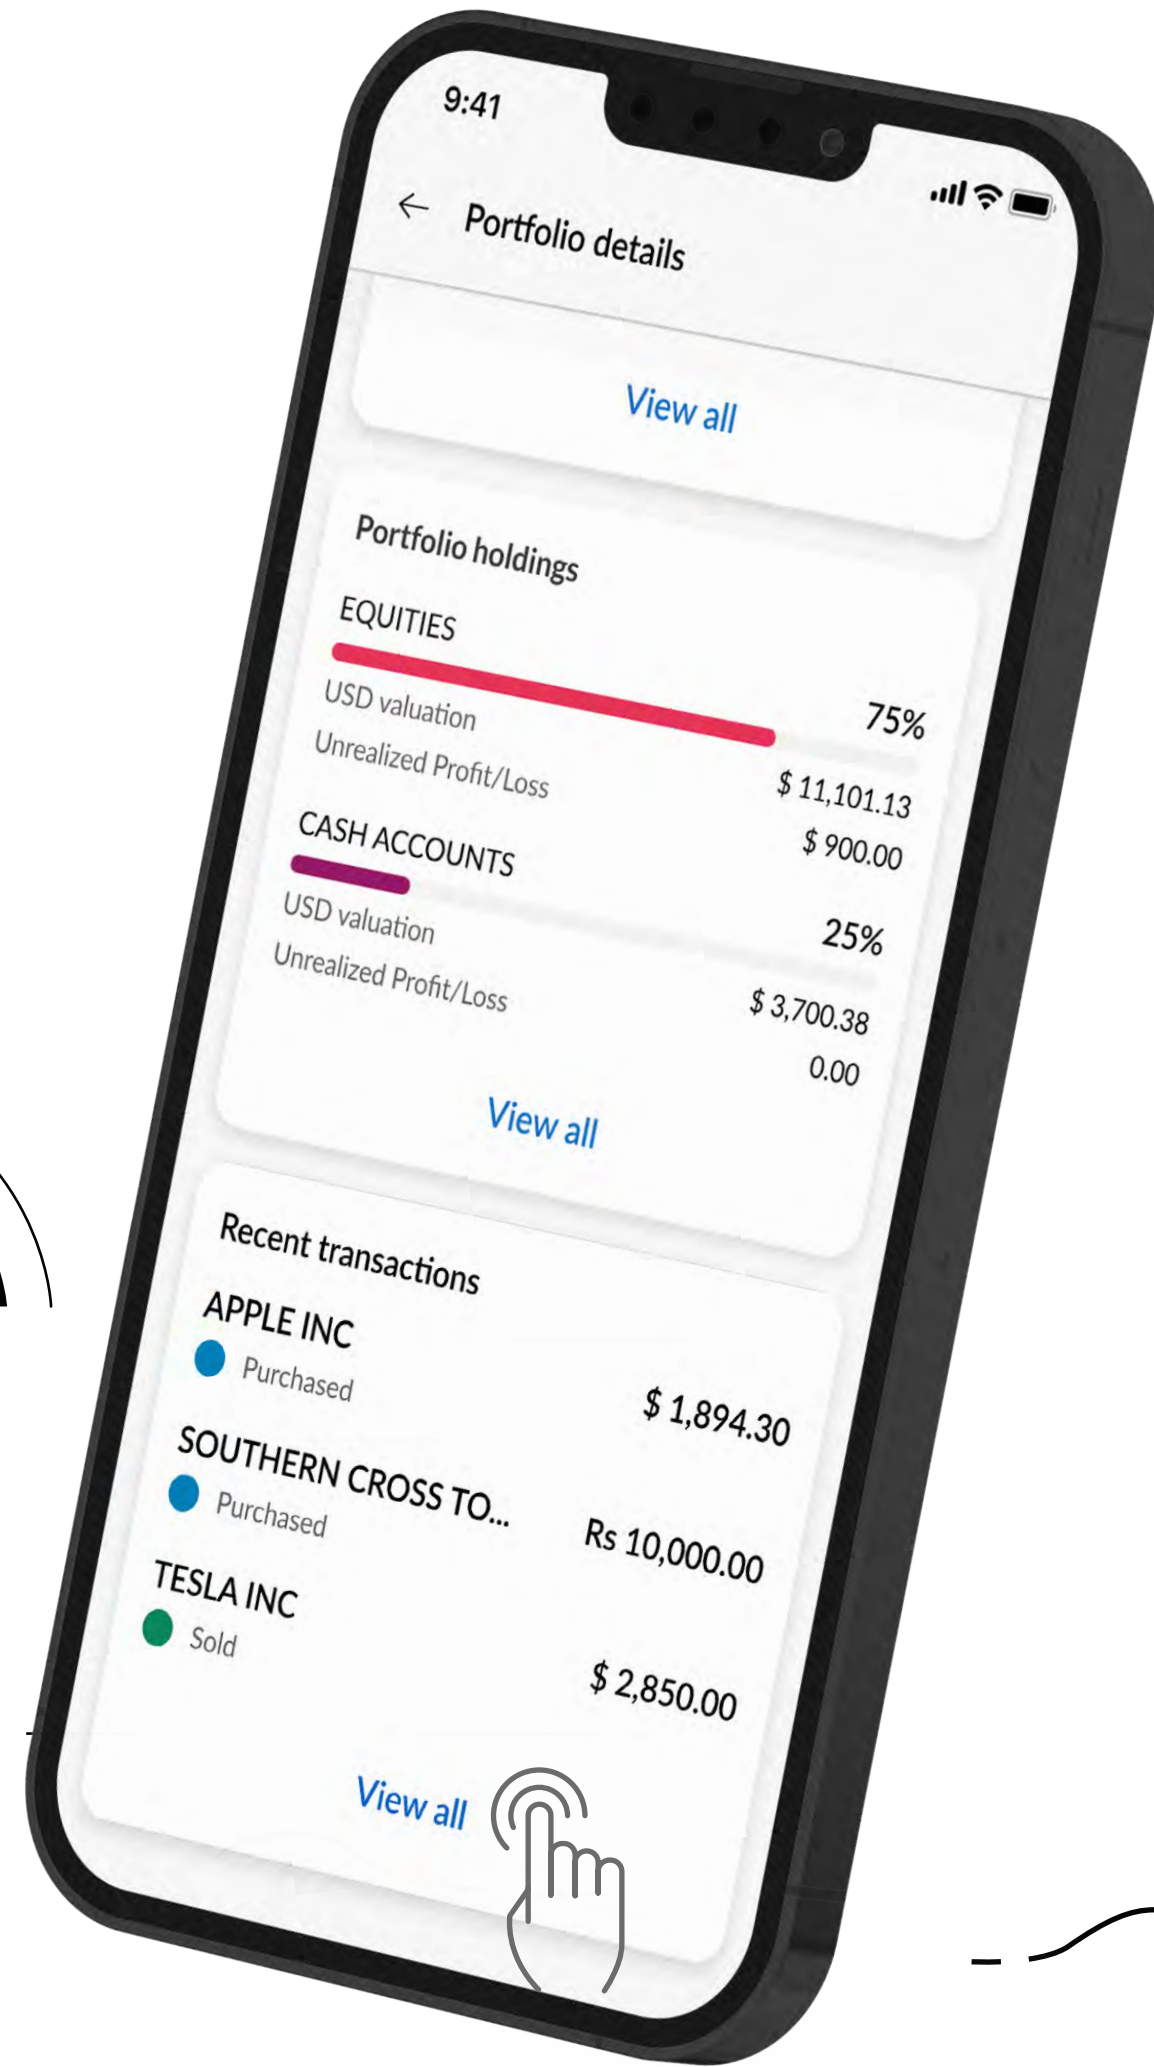 9:41
Portfolio details
View all
Portfolio holdings
EQUITIES
75%
USD valuation
$ 11,101.13
Unrealized Profit/Loss
$ 900.00
CASH ACCOUNTS
25%
USD valuation
$ 3,700.38
Unrealized Profit/Loss
0.00
View all
Recent transactions
APPLE INC
Purchased
$ 1,894.30
SOUTHERN CROSS TO...
Purchased
Rs 10,000.00
TESLA INC
Sold
$ 2,850.00
View all